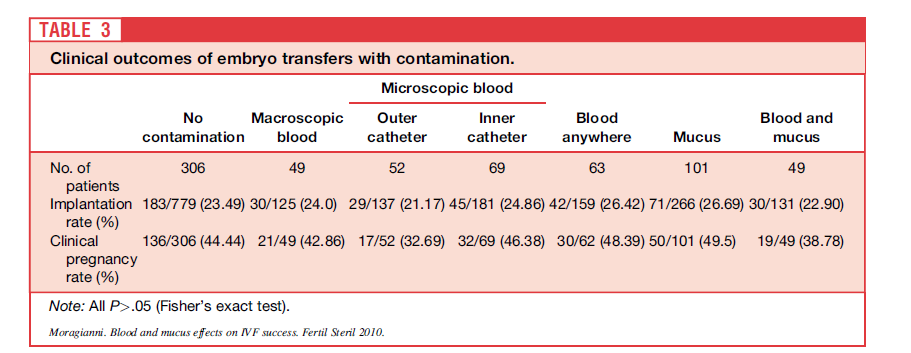 TABLE 3
Clinical outcomes of embryo transfers with contamination.
Microscopic blood
No contamination Macroscopic blood Outer catheter Inner catheter Blood anywhere Mucus Blood and mucus
No. of patients 306 49 52 69 63 101 49
Implantation rate (%) 183/779 (23.49) 30/125 (24.0) 29/137 (21.17) 45/181 (24.86) 42/159 (26.42) 71/266 (26.69) 30/131 (22.90)
Clinical pregnancy rate (%) 136/306 (44.44) 21/49 (42.86) 17/52 (32.69) 32/69 (46.38) 30/62 (48.39) 50/101 (49.5) 19/49 (38.78)
Note: All P>.05 (Fisher's exact test).
Moragianni. Blood and mucus effects on IVF success. Fertil Steril 2010.